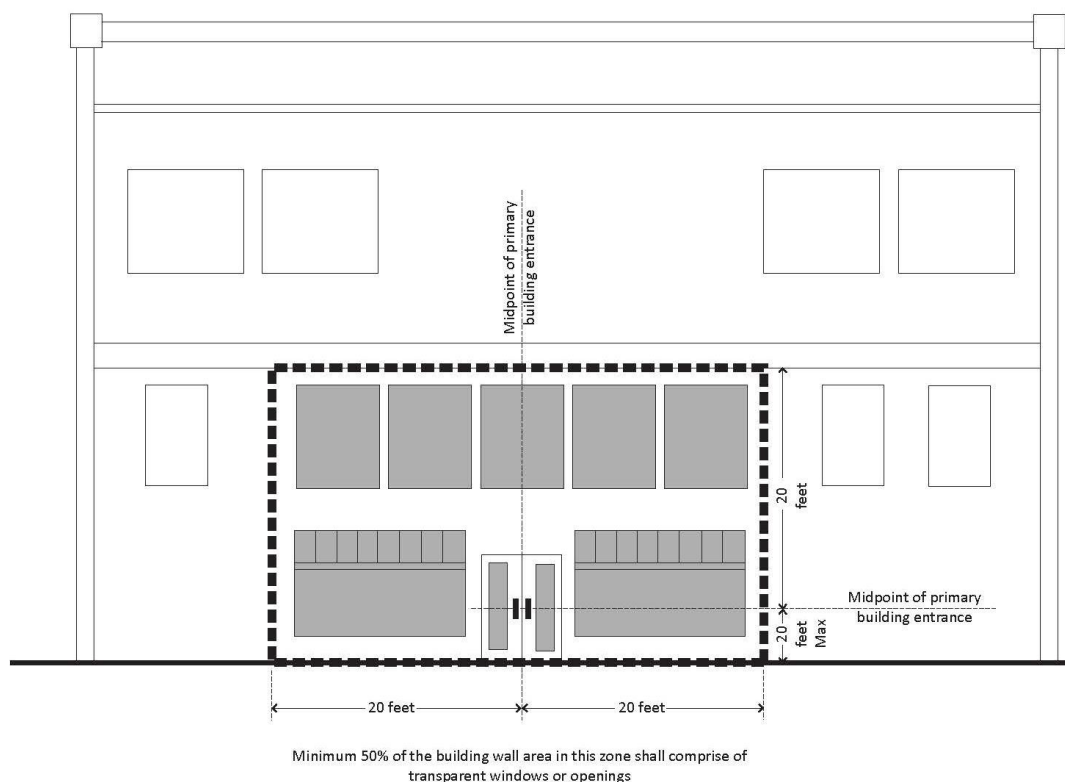 Midpoint of primary
building entrance
20
feet
Midpoint of primary
building entrance
20
feet
Max
20 feet
20 feet
Minimum 50% of the building wall area in this zone shall comprise of
transparent windows or openings